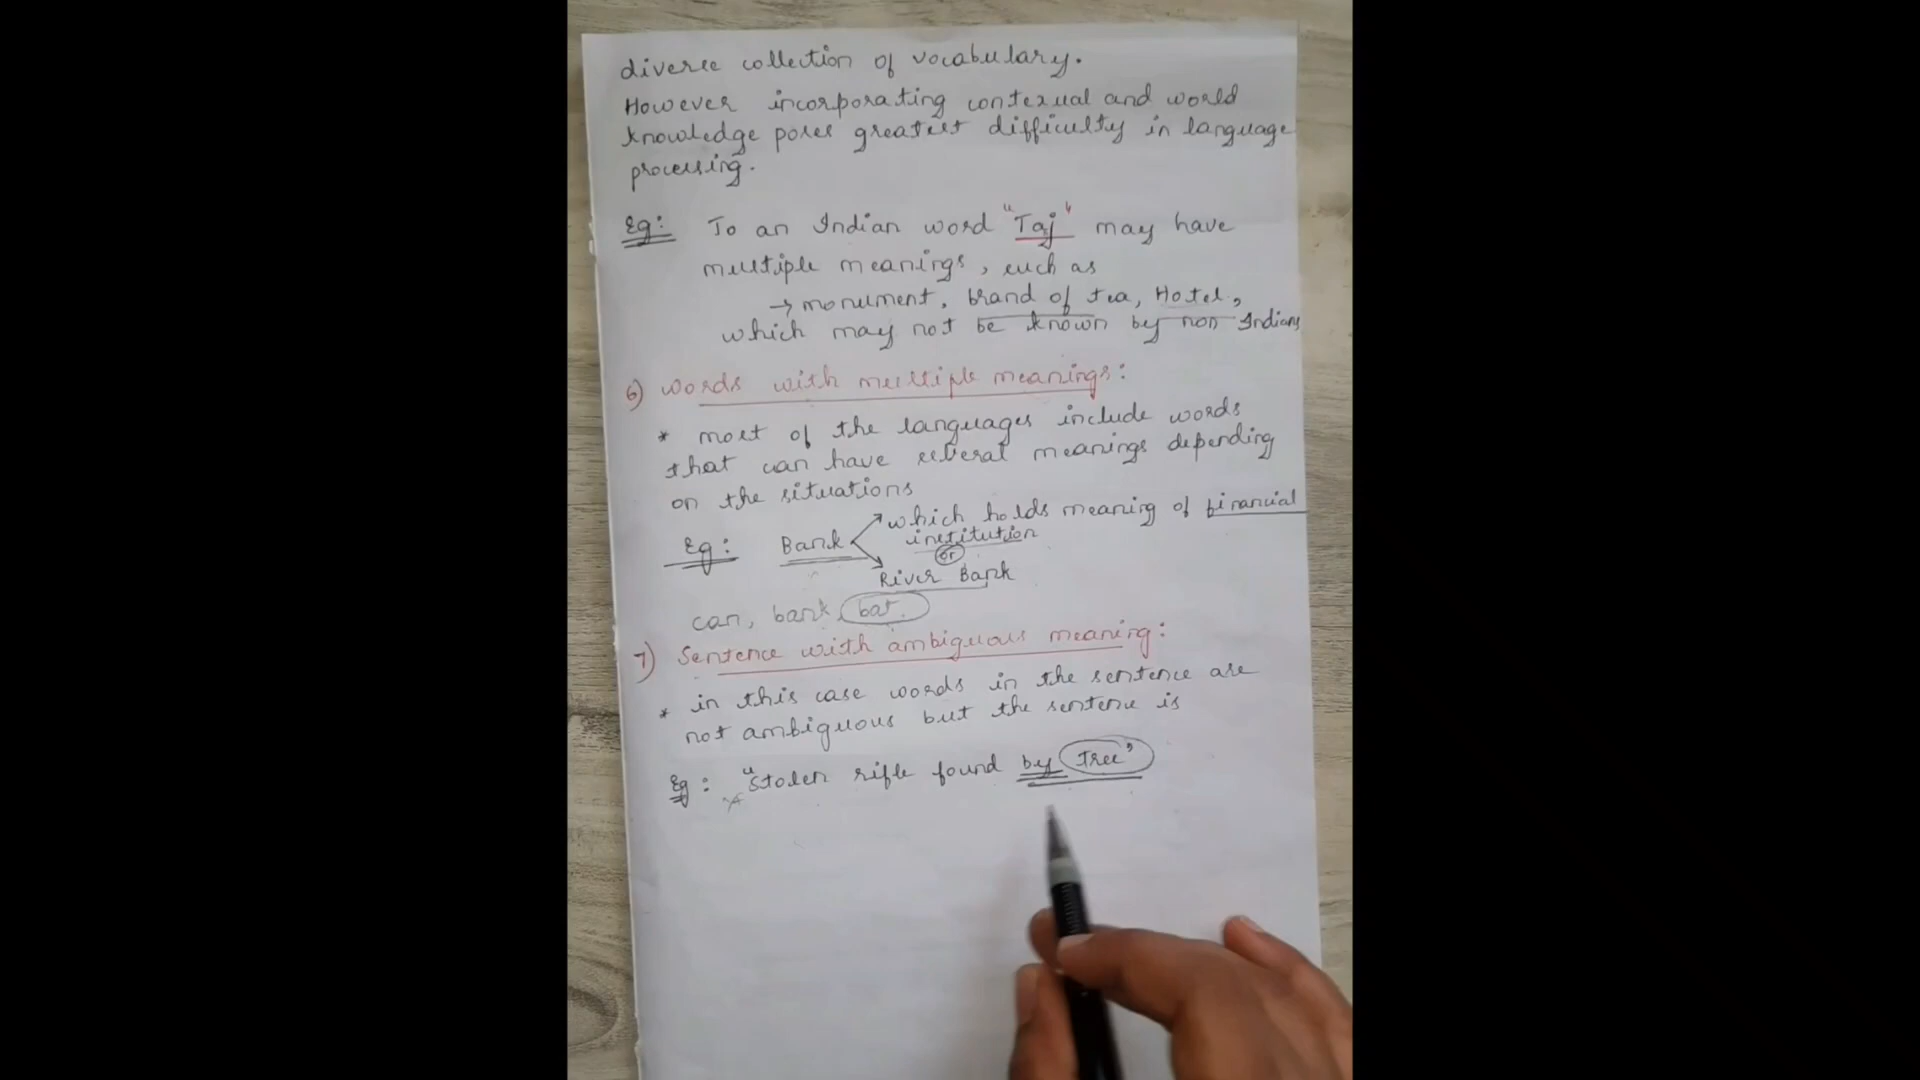 diverse collection of vocabulary.
However incorporating contexual and world
knowledge poses greatest difficulty in language
processing.
Eg: To an Indian word "Taj" may have
multiple meanings, such as
→ monument, brand of tea, Hotel,
which may not be known by non Indians
6) words with multiple meanings:
* most of the languages include words
that can have several meanings depending
on the situations
which holds meaning of financial
institution
Eg: Bank
or
River Bank
can, bank, bat.
7) Sentence with ambiguous meaning:
* in this case words in the sentence are
not ambiguous but the sentence is
Eg: "Stolen rifle found by Tree"